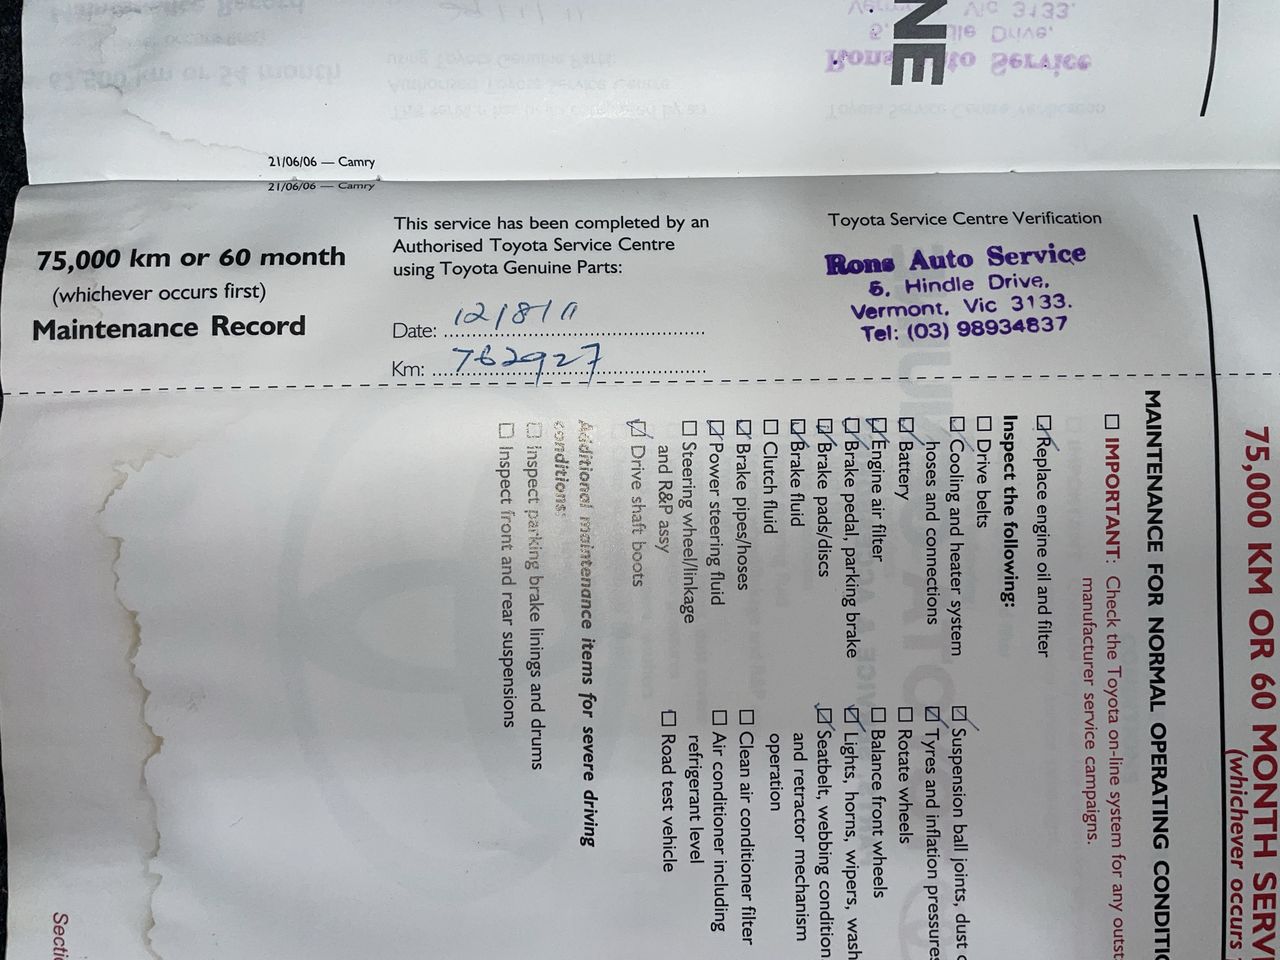 NE
21/06/06 — Camry
21/06/06 — Camry
75,000 km or 60 month
(whichever occurs first)
Maintenance Record
This service has been completed by an
Authorised Toyota Service Centre
using Toyota Genuine Parts:
Date: 12/8/11
Km: 762927
Toyota Service Centre Verification
Rons Auto Service
5, Hindle Drive,
Vermont, Vic 3133.
Tel: (03) 98934837
75,000 KM OR 60 MONTH SERVI
(whichever occurs
MAINTENANCE FOR NORMAL OPERATING CONDITIO
IMPORTANT: Check the Toyota on-line system for any outst
manufacturer service campaigns.
Replace engine oil and filter
Inspect the following:
Drive belts
Cooling and heater system
hoses and connections
Battery
Engine air filter
Brake pedal, parking brake
Brake pads/discs
Brake fluid
Clutch fluid
Brake pipes/hoses
Power steering fluid
Steering wheel/linkage
and R&P assy
Drive shaft boots
Suspension ball joints, dust c
Tyres and inflation pressures
Rotate wheels
Balance front wheels
Lights, horns, wipers, wash
Seatbelt, webbing condition
and retractor mechanism
operation
Clean air conditioner filter
Air conditioner including
refrigerant level
Road test vehicle
Additional maintenance items for severe driving
conditions:
Inspect parking brake linings and drums
Inspect front and rear suspensions
Secti